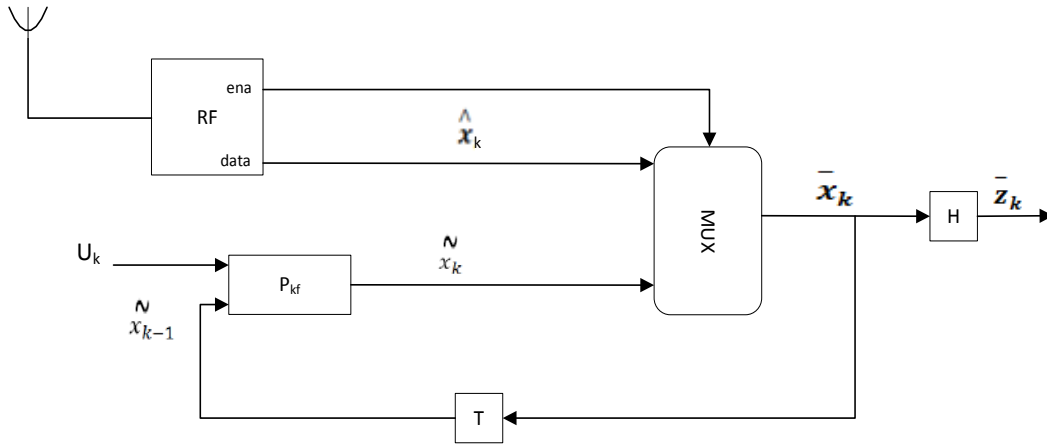 ena
RF
x̂ₖ
data
MUX
x̄ₖ
z̄ₖ
H
Uₖ
x̃ₖ
Pₖf
x̃ₖ₋₁
T